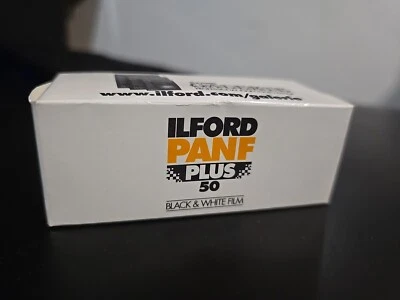 www.ilford.com/galerie
ILFORD
PANF
PLUS
50
BLACK & WHITE FILM